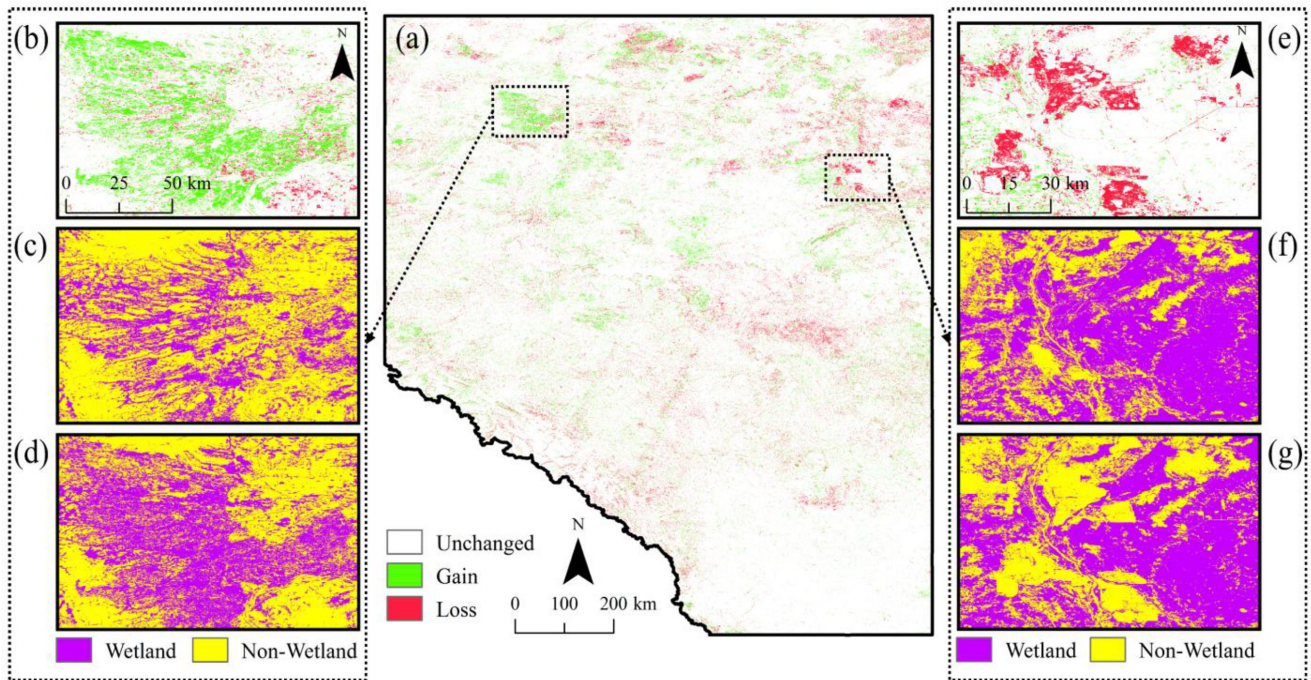 (b)
N
0 25 50 km
(c)
(d)
Wetland Non-Wetland
(a)
Unchanged
Gain
Loss
N
0 100 200 km
(e)
N
0 15 30 km
(f)
(g)
Wetland Non-Wetland